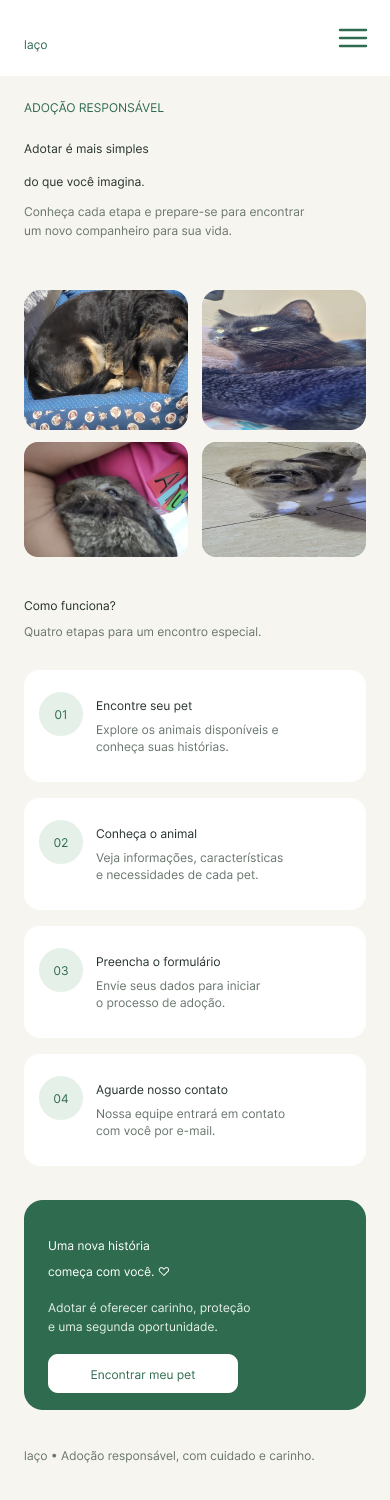 laço
ADOÇÃO RESPONSÁVEL
Adotar é mais simples
do que você imagina.
Conheça cada etapa e prepare-se para encontrar
um novo companheiro para sua vida.
Como funciona?
Quatro etapas para um encontro especial.
01
Encontre seu pet
Explore os animais disponíveis e
conheça suas histórias.
02
Conheça o animal
Veja informações, características
e necessidades de cada pet.
03
Preencha o formulário
Envie seus dados para iniciar
o processo de adoção.
04
Aguarde nosso contato
Nossa equipe entrará em contato
com você por e-mail.
Uma nova história
começa com você. ♡
Adotar é oferecer carinho, proteção
e uma segunda oportunidade.
Encontrar meu pet
laço • Adoção responsável, com cuidado e carinho.